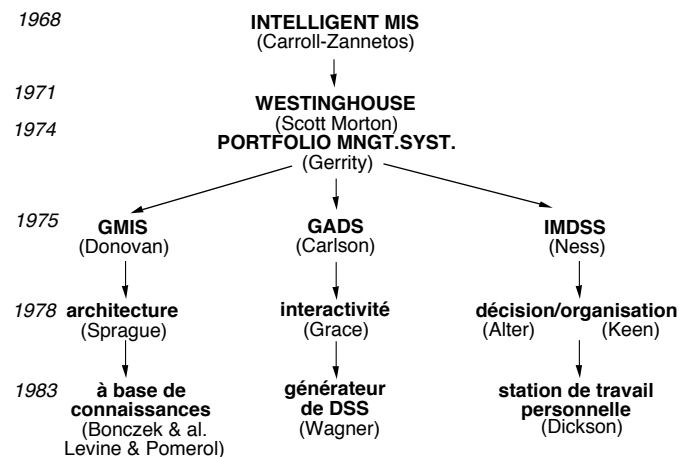 1968
INTELLIGENT MIS
(Carroll-Zannetos)
1971
WESTINGHOUSE
(Scott Morton)
1974
PORTFOLIO MNGT.SYST.
(Gerrity)
1975
GMIS
(Donovan)
GADS
(Carlson)
IMDSS
(Ness)
1978
architecture
(Sprague)
interactivité
(Grace)
décision/organisation
(Alter) (Keen)
1983
à base de
connaissances
(Bonczek & al.
Levine & Pomerol)
générateur
de DSS
(Wagner)
station de travail
personnelle
(Dickson)